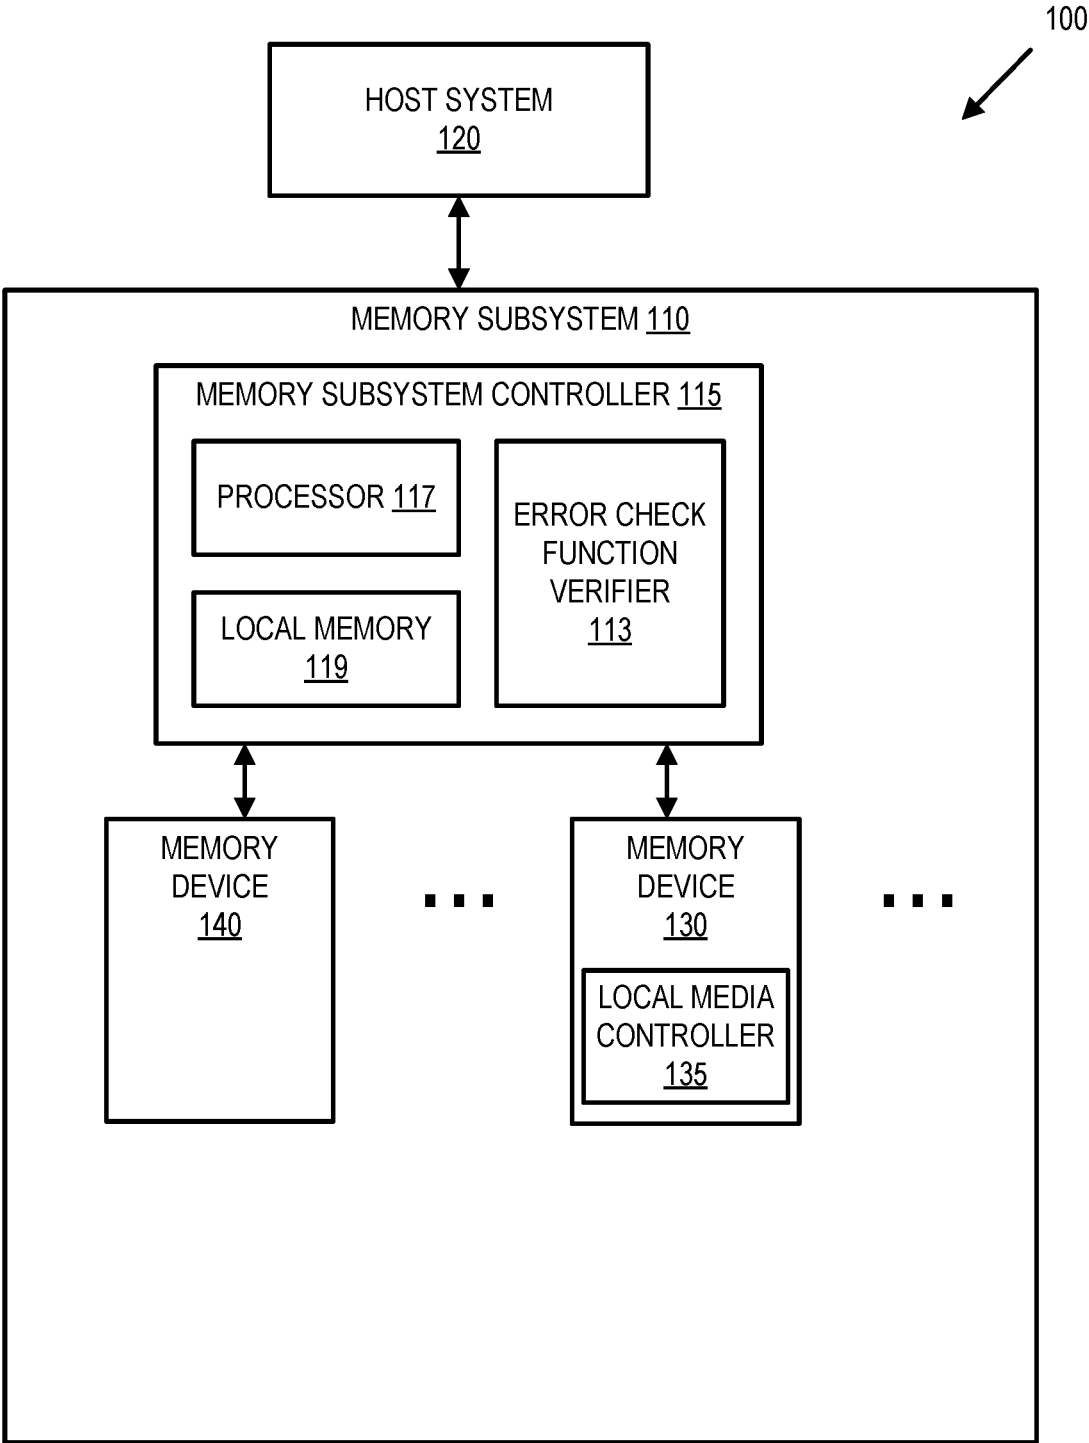 100
HOST SYSTEM
120
MEMORY SUBSYSTEM 110
MEMORY SUBSYSTEM CONTROLLER 115
PROCESSOR 117
LOCAL MEMORY
119
ERROR CHECK
FUNCTION
VERIFIER
113
MEMORY
DEVICE
140
...
MEMORY
DEVICE
130
LOCAL MEDIA
CONTROLLER
135
...